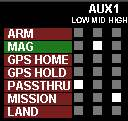 AUX1
LOW MID HIGH
ARM
MAG
GPS HOME
GPS HOLD
PASSTHRU
MISSION
LAND